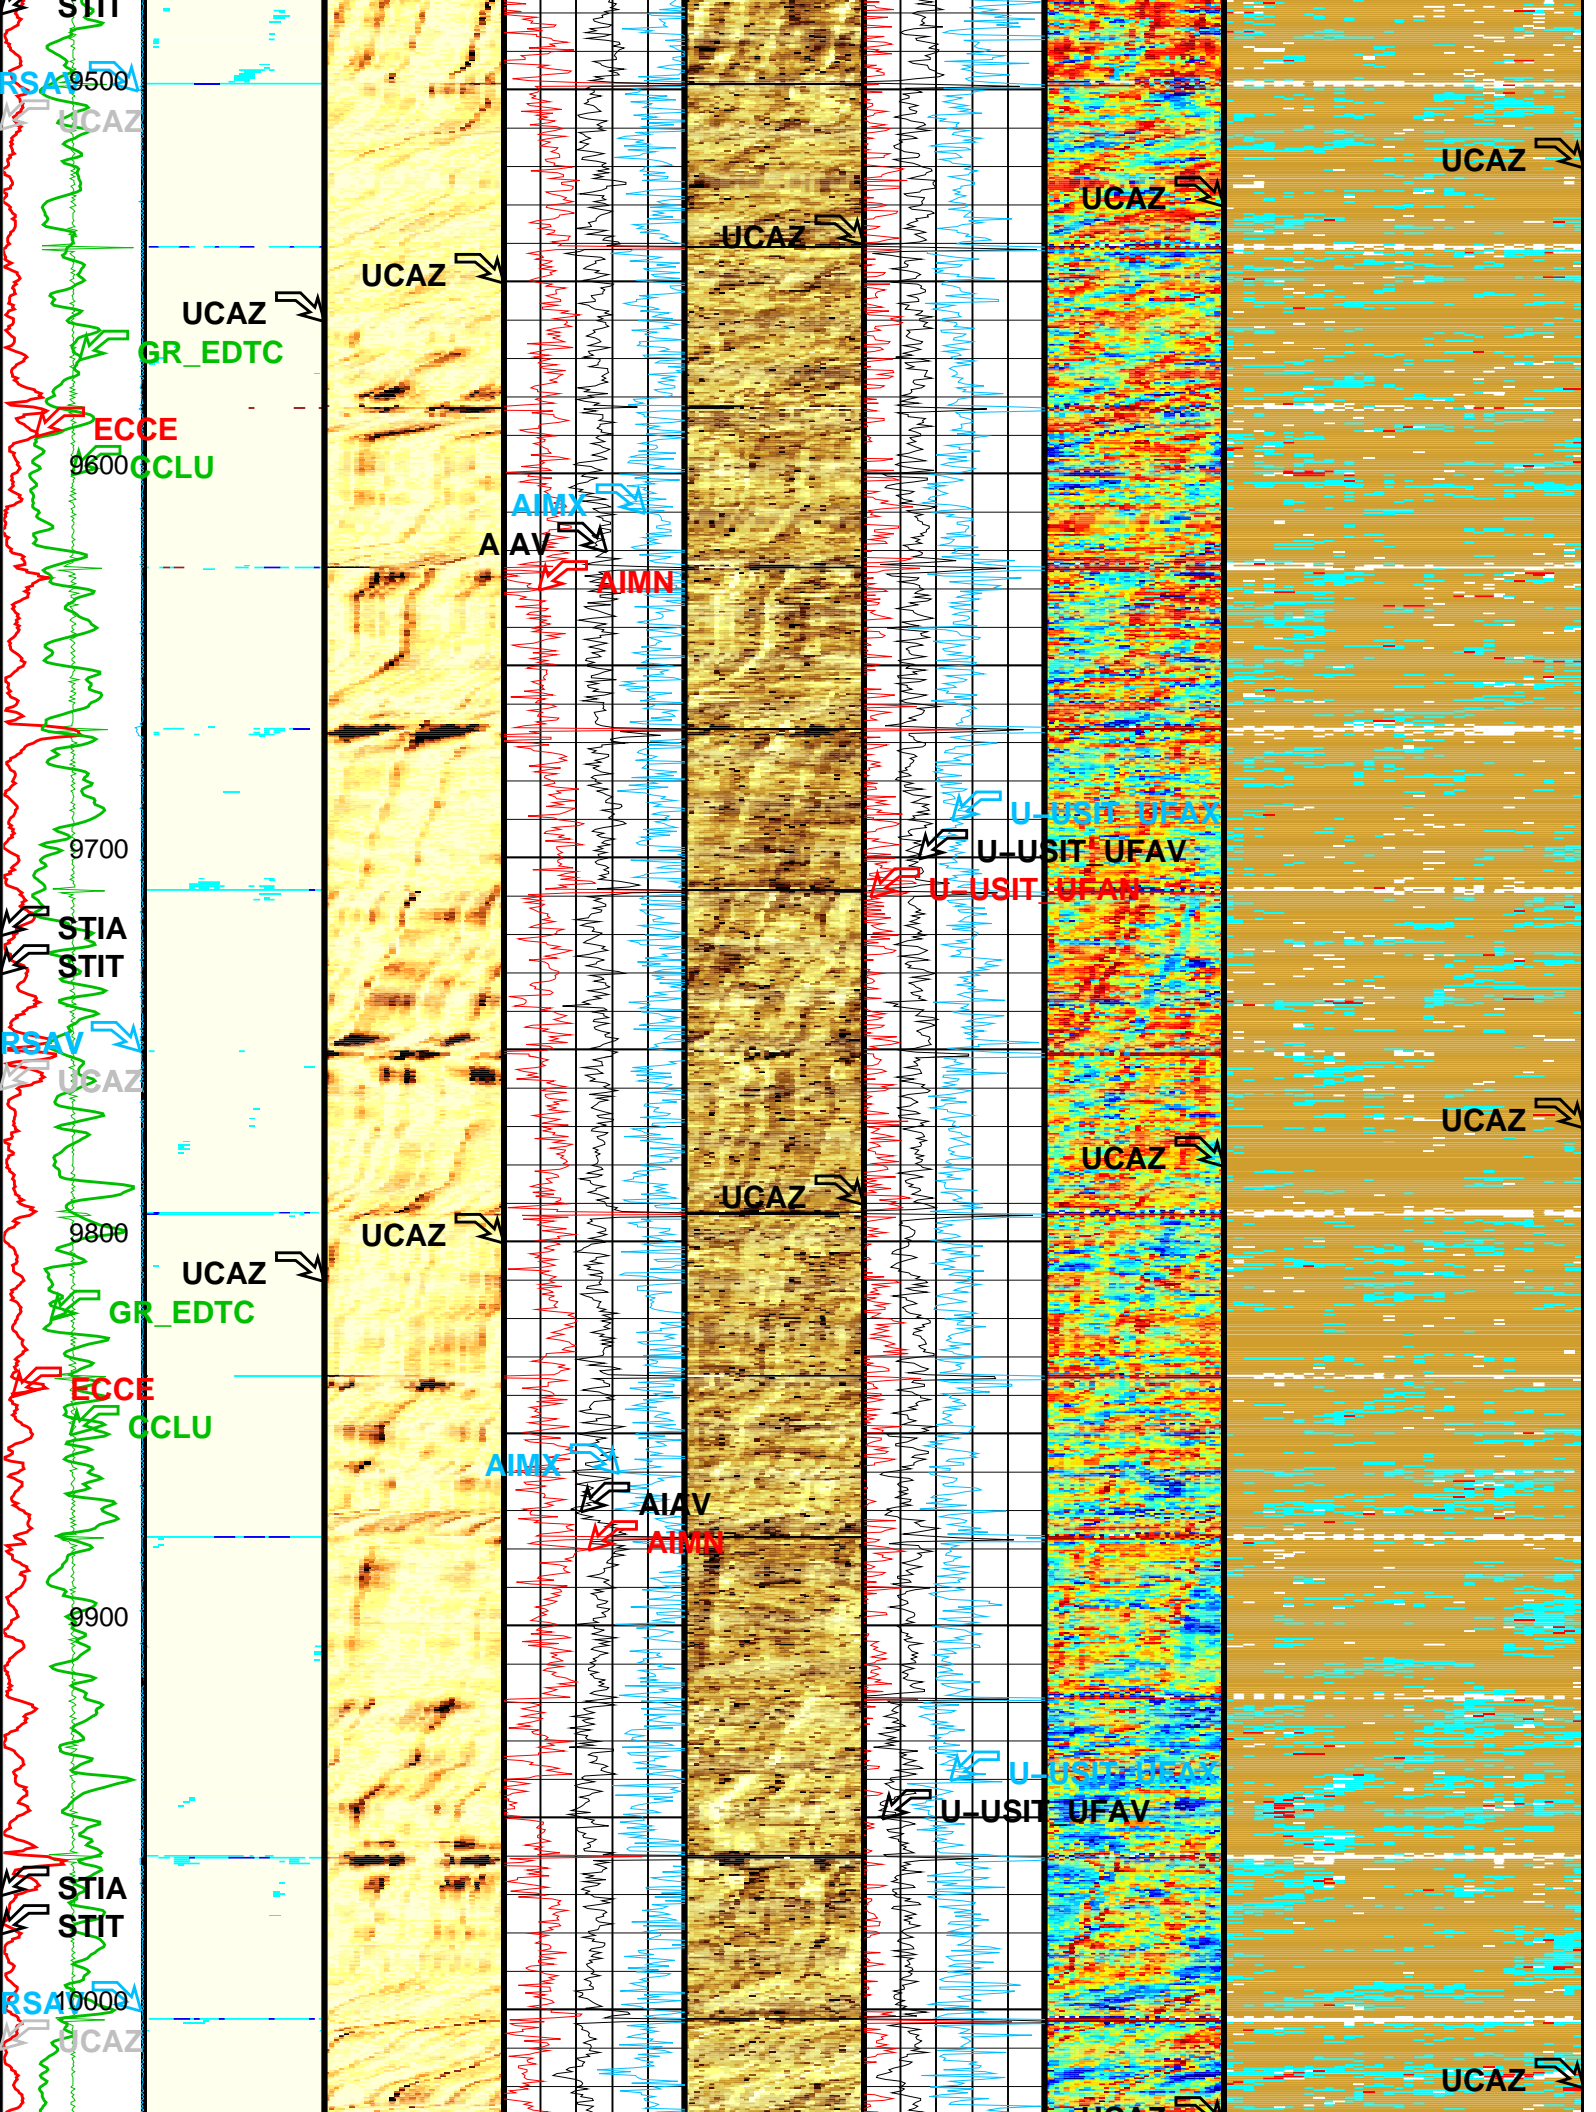 STIT
RSAV 9500
UCAZ
UCAZ
UCAZ
UCAZ
UCAZ
UCAZ
GR_EDTC
ECCE
9600 CCLU
AIMX
AIAV
AIMN
U-USIT_UFAX
9700 U-USIT_UFAV
U-USIT_UFAN
STIA
STIT
RSAV
UCAZ
UCAZ
UCAZ
UCAZ
9800 UCAZ
UCAZ
GR_EDTC
ECCE
CCLU
AIMX
AIAV
AIMN
9900
U-USIT_UFAX
U-USIT_UFAV
STIA
STIT
RSAV 10000
UCAZ
UCAZ
UCAZ